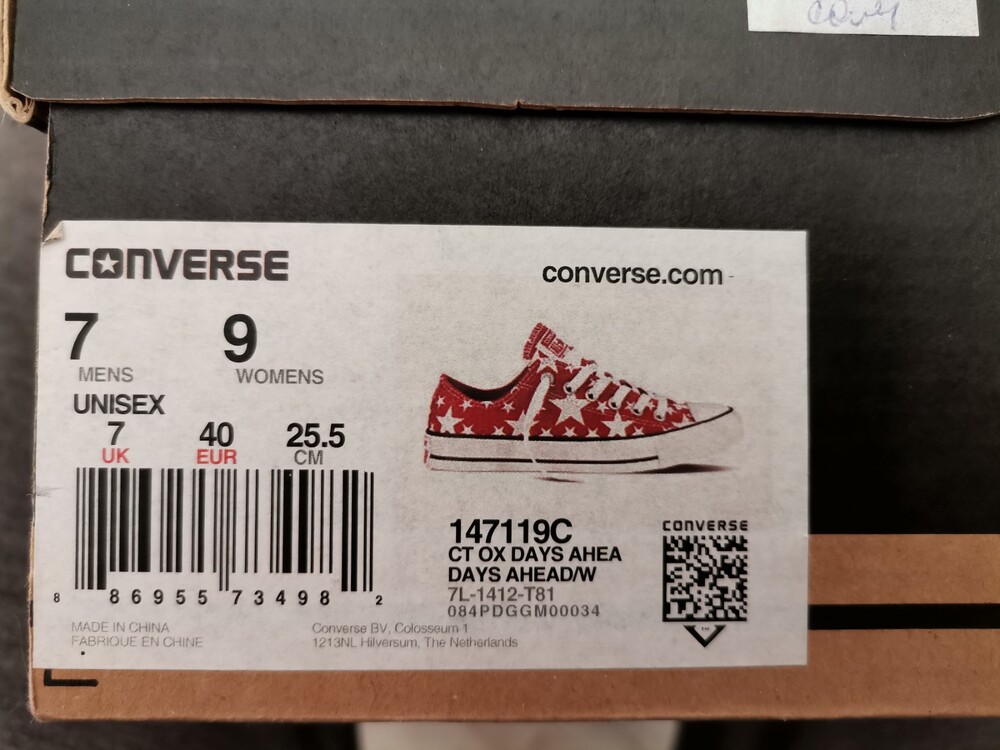 CONVERSE
converse.com
7 9
MENS WOMENS
UNISEX
7 40 25.5
UK EUR CM
8 86955 73498 2
147119C
CT OX DAYS AHEA
DAYS AHEAD/W
7L-1412-T81
084PDGGM00034
CONVERSE
MADE IN CHINA
FABRIQUE EN CHINE
Converse BV, Colosseum 1
1213NL Hilversum, The Netherlands